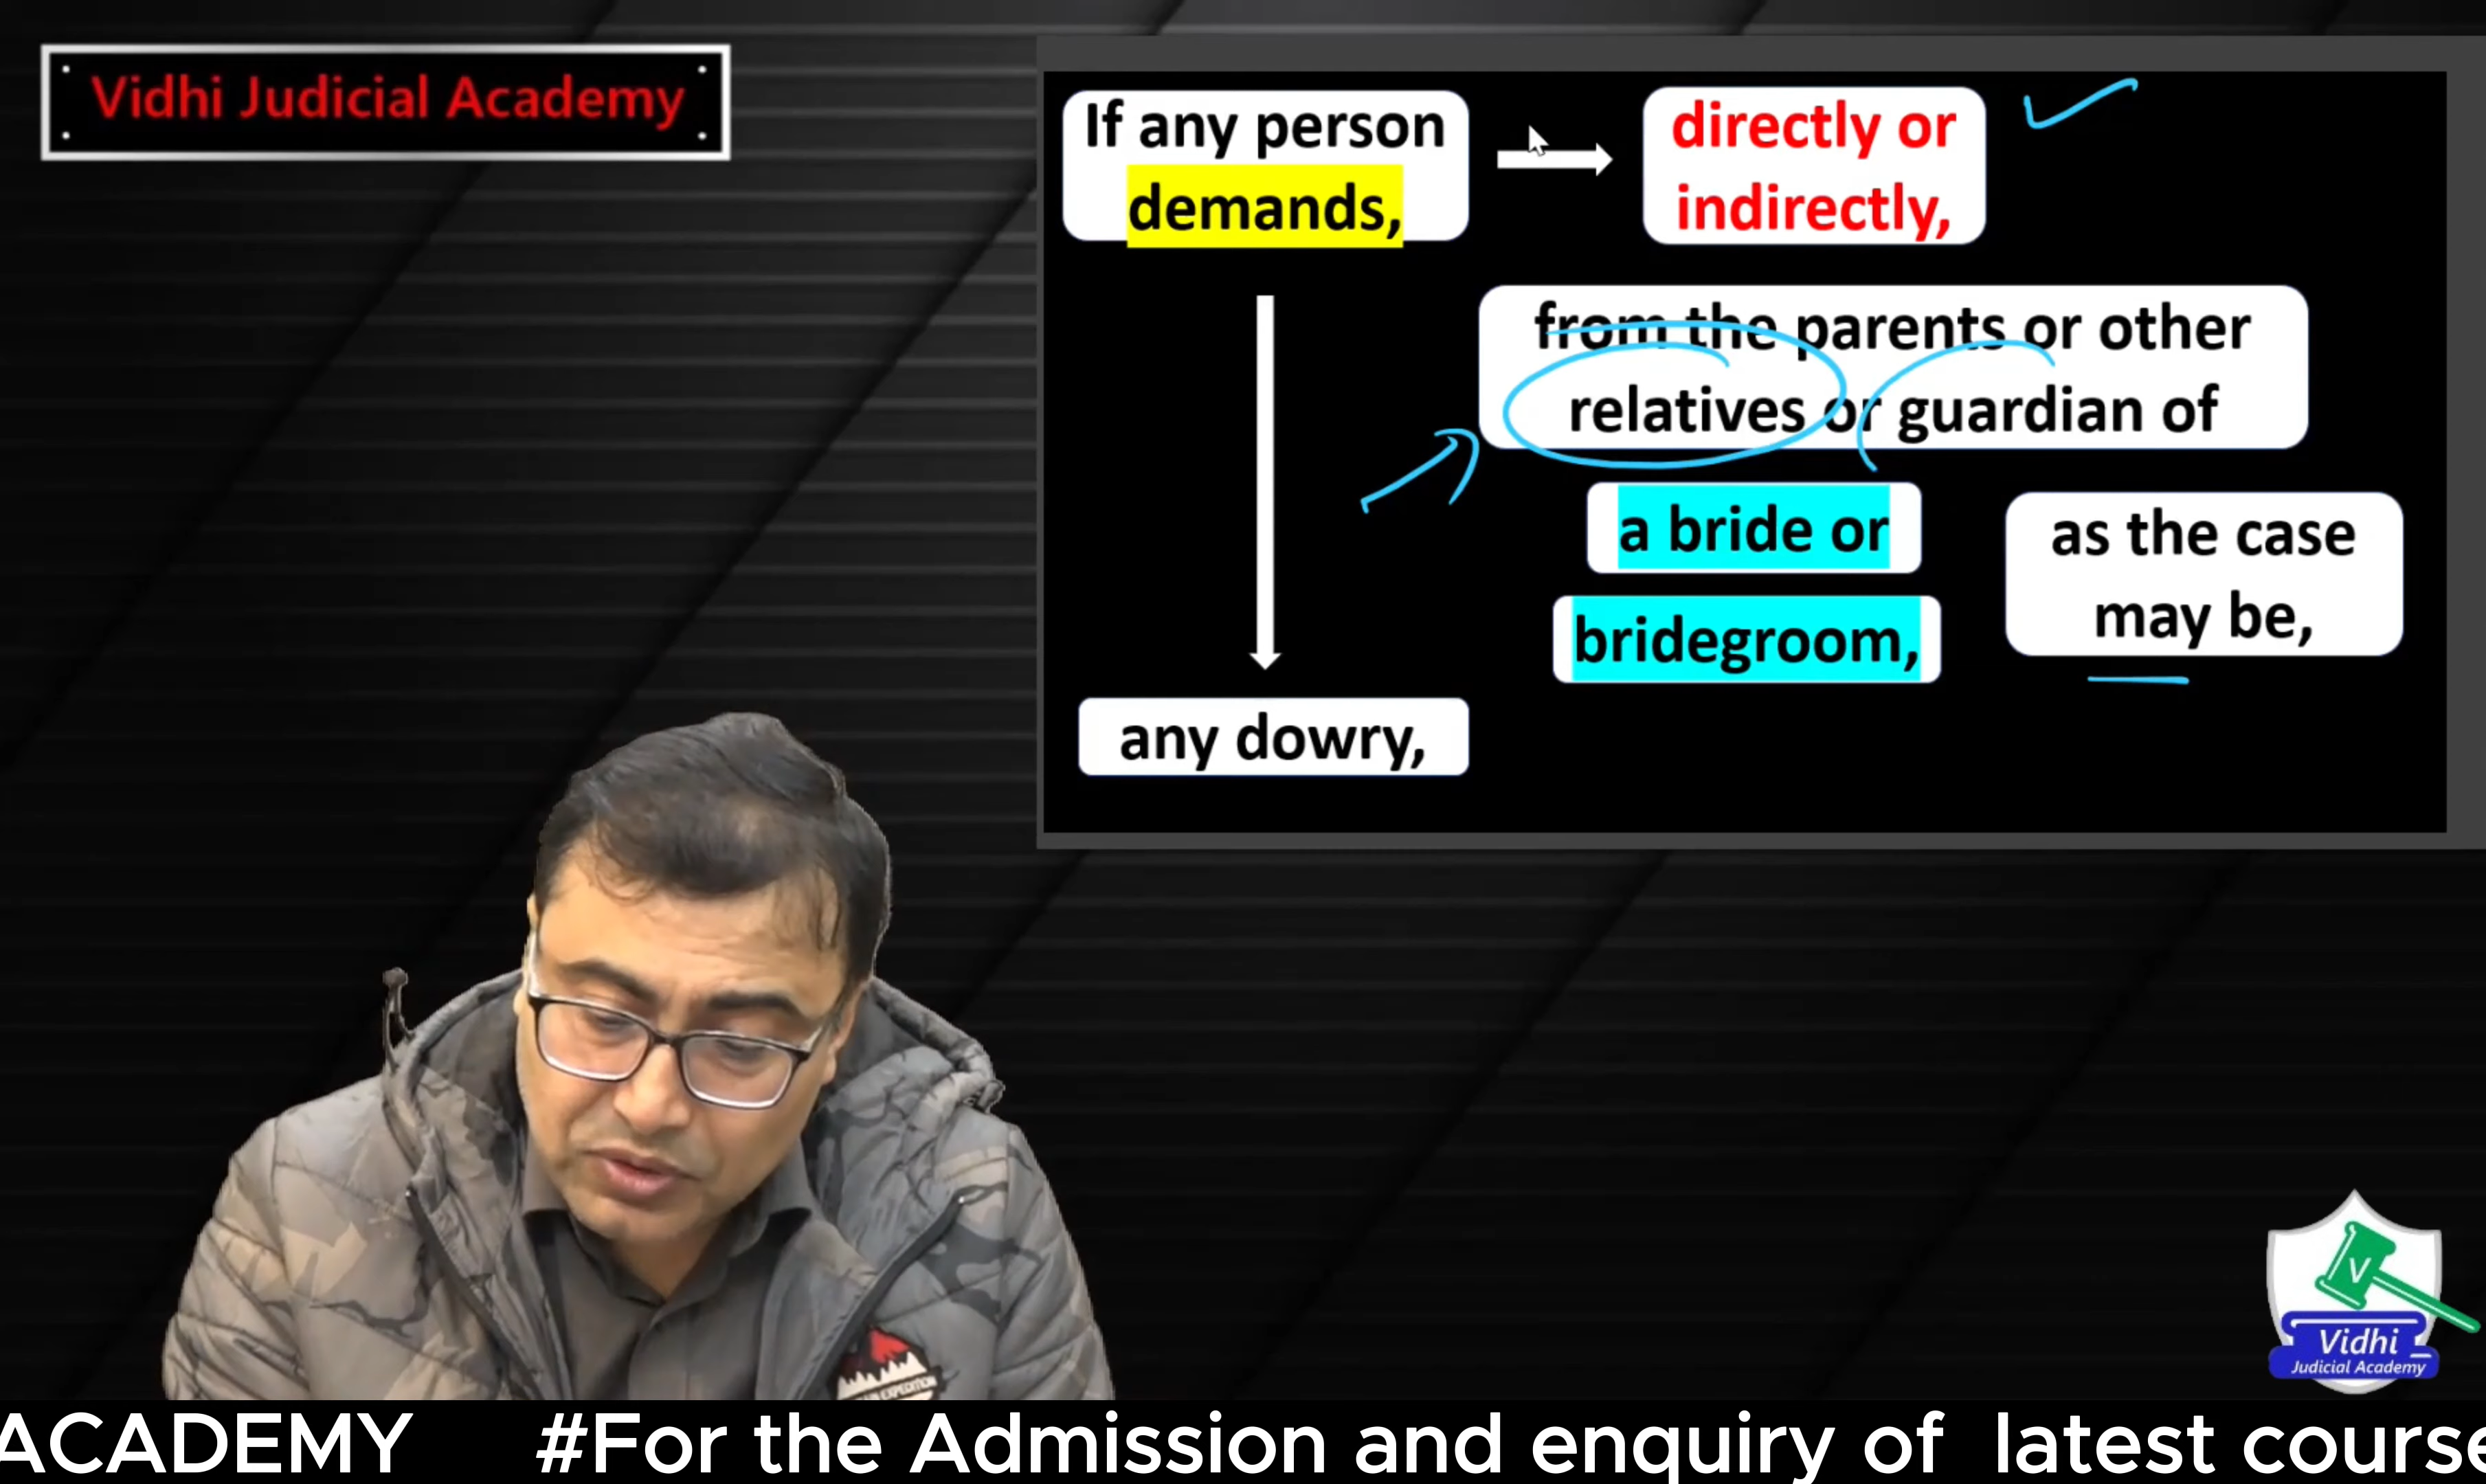 Vidhi Judicial Academy
If any person
demands,
directly or
indirectly,
from the parents or other
relatives or guardian of
a bride or
bridegroom,
as the case
may be,
any dowry,
EXPEDITION
V
Vidhi
Judicial Academy
ACADEMY #For the Admission and enquiry of latest course